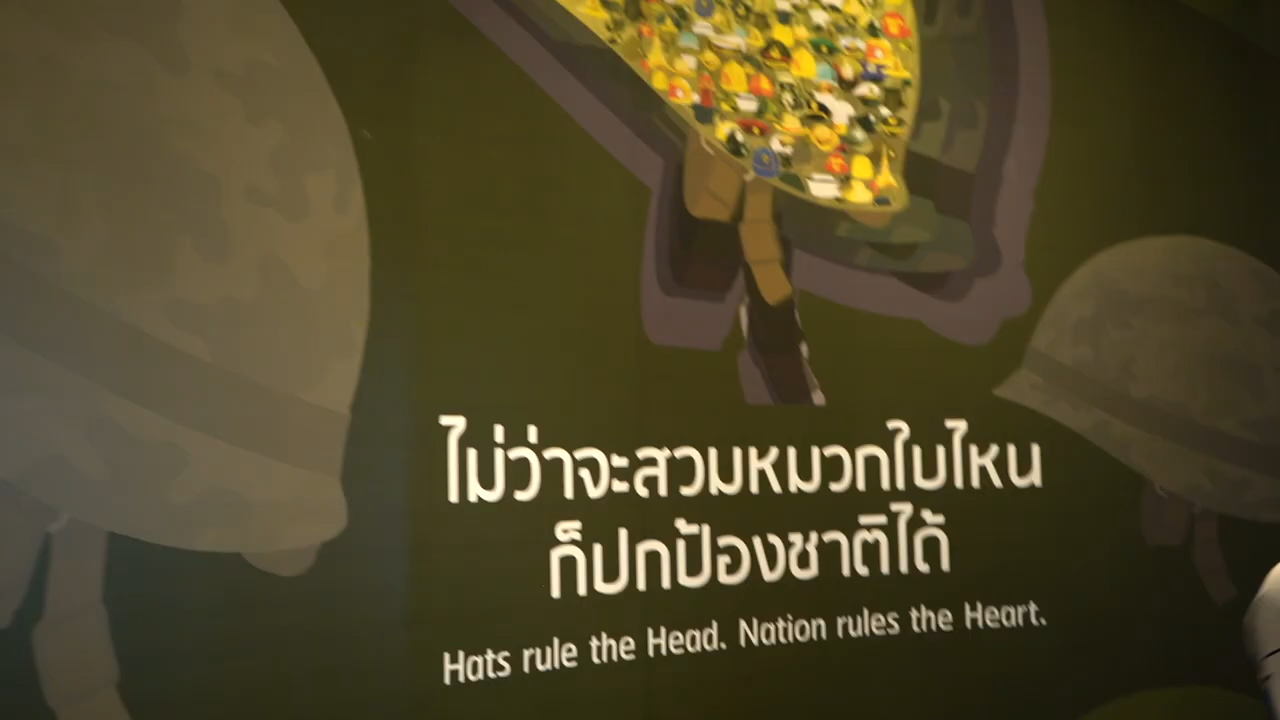 ไม่ว่าจะสวมหมวกใบไหน
ก็ปกป้องชาติได้
Hats rule the Head. Nation rules the Heart.